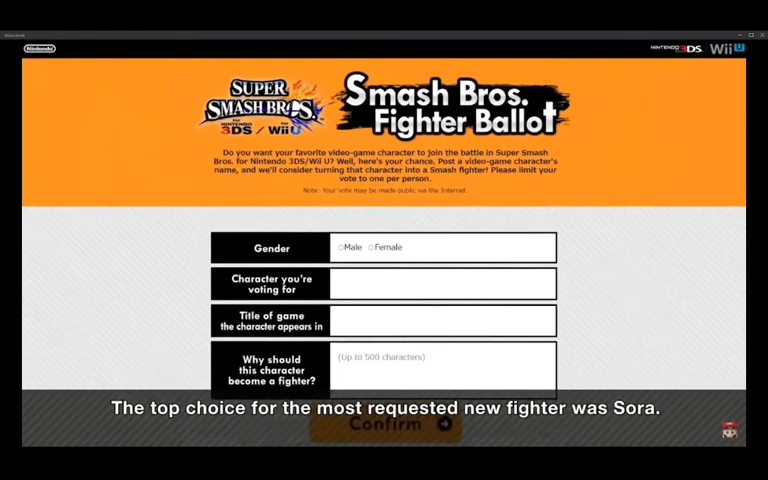 Nintendo
NINTENDO 3DS. Wii U
SUPER
SMASH BROS.
for NINTENDO 3DS / for Wii U
Smash Bros.
Fighter Ballot
Do you want your favorite video-game character to join the battle in Super Smash
Bros. for Nintendo 3DS/Wii U? Well, here's your chance. Post a video-game character's
name, and we'll consider turning that character into a Smash fighter! Please limit your
vote to one per person.
Note: Your vote may be made public via the Internet
Gender
Male Female
Character you're
voting for
Title of game
the character appears in
Why should
this character
become a fighter?
(Up to 500 characters)
The top choice for the most requested new fighter was Sora.
Confirm